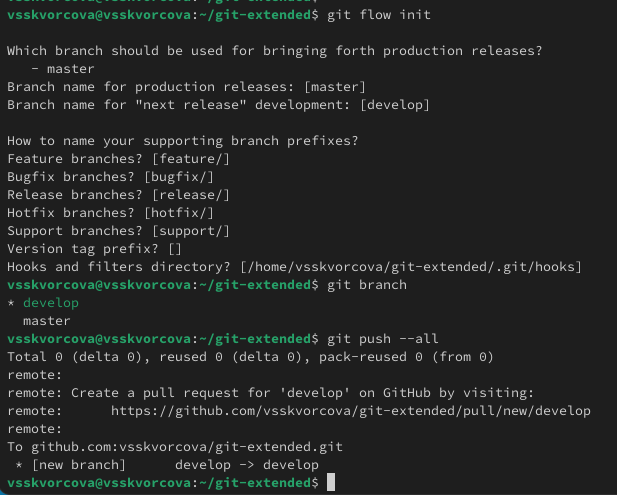 vsskvorcova@vsskvorcova:~/git-extended$ git flow init

Which branch should be used for bringing forth production releases?
   - master
Branch name for production releases: [master]
Branch name for "next release" development: [develop]

How to name your supporting branch prefixes?
Feature branches? [feature/]
Bugfix branches? [bugfix/]
Release branches? [release/]
Hotfix branches? [hotfix/]
Support branches? [support/]
Version tag prefix? []
Hooks and filters directory? [/home/vsskvorcova/git-extended/.git/hooks]
vsskvorcova@vsskvorcova:~/git-extended$ git branch
* develop
  master
vsskvorcova@vsskvorcova:~/git-extended$ git push --all
Total 0 (delta 0), reused 0 (delta 0), pack-reused 0 (from 0)
remote:
remote: Create a pull request for 'develop' on GitHub by visiting:
remote:      https://github.com/vsskvorcova/git-extended/pull/new/develop
remote:
To github.com:vsskvorcova/git-extended.git
 * [new branch]      develop -> develop
vsskvorcova@vsskvorcova:~/git-extended$